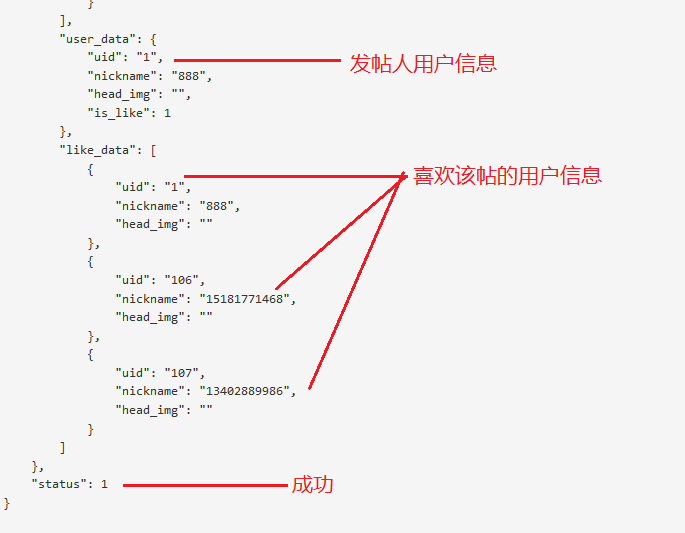 }
],
"user_data": {
"uid": "1",
发帖人用户信息
"nickname": "888",
"head_img": "",
"is_like": 1
},
"like_data": [
{
喜欢该帖的用户信息
"uid": "1",
"nickname": "888",
"head_img": ""
},
{
"uid": "106",
"nickname": "15181771468",
"head_img": ""
},
{
"uid": "107",
"nickname": "13402889986",
"head_img": ""
}
]
},
"status": 1
成功
}